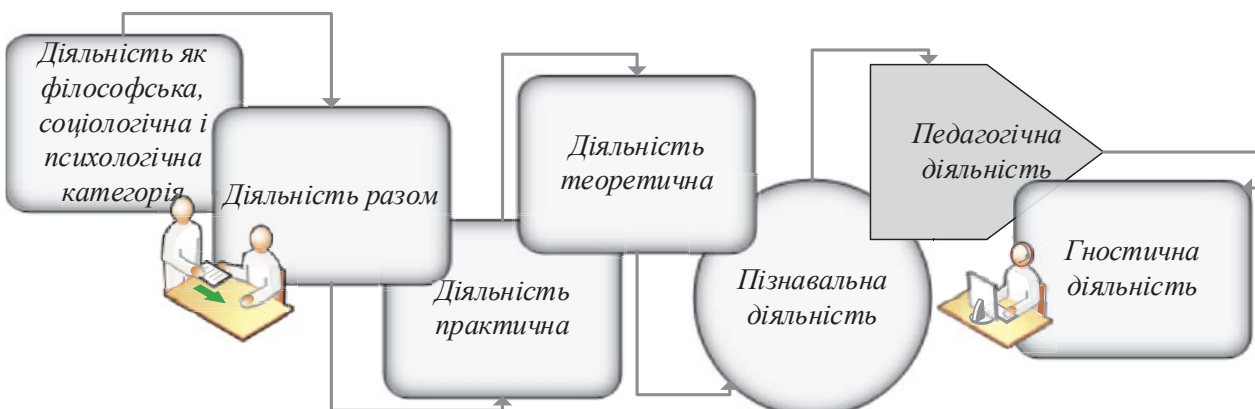 Діяльність як
філософська,
соціологічна і
психологічна
категорія
Діяльність разом
Діяльність
практична
Діяльність
теоретична
Пізнавальна
діяльність
Педагогічна
діяльність
Гностична
діяльність